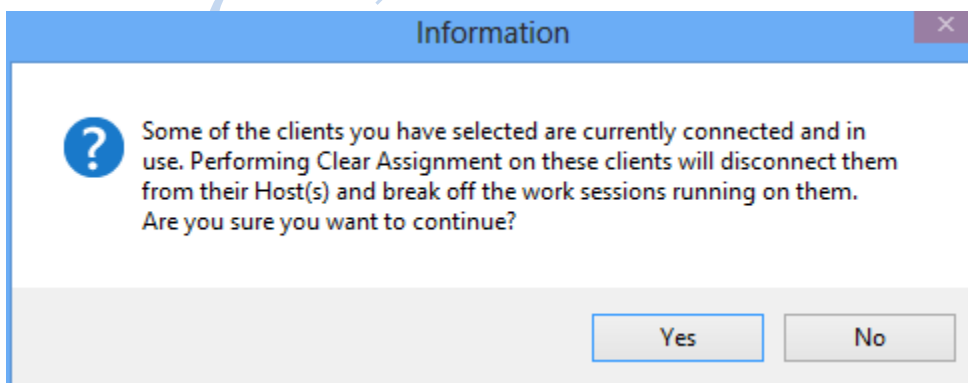 Information
Some of the clients you have selected are currently connected and in
use. Performing Clear Assignment on these clients will disconnect them
from their Host(s) and break off the work sessions running on them.
Are you sure you want to continue?
Yes No